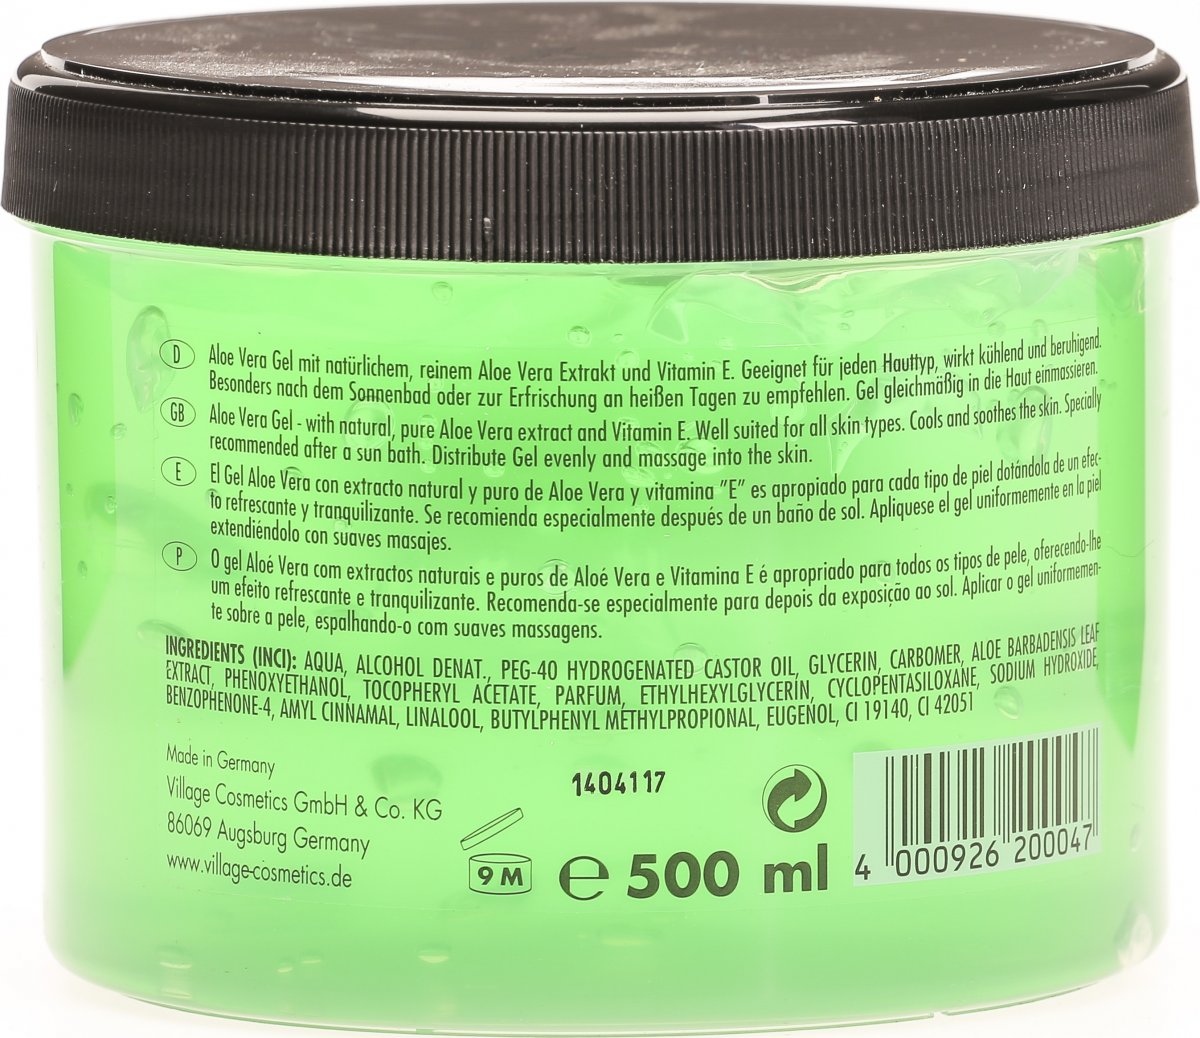 D Aloe Vera Gel mit natürlichem, reinem Aloe Vera Extrakt und Vitamin E. Geeignet für jeden Hauttyp, wirkt kühlend und beruhigend.
Besonders nach dem Sonnenbad oder zur Erfrischung an heißen Tagen zu empfehlen. Gel gleichmäßig in die Haut einmassieren.
GB Aloe Vera Gel - with natural, pure Aloe Vera extract and Vitamin E. Well suited for all skin types. Cools and soothes the skin. Specially
recommended after a sun bath. Distribute Gel evenly and massage into the skin.
E El Gel Aloe Vera con extracto natural y puro de Aloe Vera y vitamina "E" es apropiado para cada tipo de piel dotándola de un efec-
to refrescante y tranquilizante. Se recomienda especialmente después de un baño de sol. Apliquese el gel uniformemente en la piel
extendiéndolo con suaves masajes.
P O gel Aloé Vera com extractos naturais e puros de Aloé Vera e Vitamina E é apropriado para todos os tipos de pele, oferecendo-lhe
um efeito refrescante e tranquilizante. Recomenda-se especialmente para depois da exposição ao sol. Aplicar o gel uniformemen-
te sobre a pele, espalhando-o com suaves massagens.
INGREDIENTS (INCI): AQUA, ALCOHOL DENAT., PEG-40 HYDROGENATED CASTOR OIL, GLYCERIN, CARBOMER, ALOE BARBADENSIS LEAF
EXTRACT, PHENOXYETHANOL, TOCOPHERYL ACETATE, PARFUM, ETHYLHEXYLGLYCERIN, CYCLOPENTASILOXANE, SODIUM HYDROXIDE,
BENZOPHENONE-4, AMYL CINNAMAL, LINALOOL, BUTYLPHENYL METHYLPROPIONAL, EUGENOL, CI 19140, CI 42051
Made in Germany
Village Cosmetics GmbH & Co. KG
86069 Augsburg Germany
www.village-cosmetics.de
1404117
9 M
℮ 500 ml
4 000926 200047